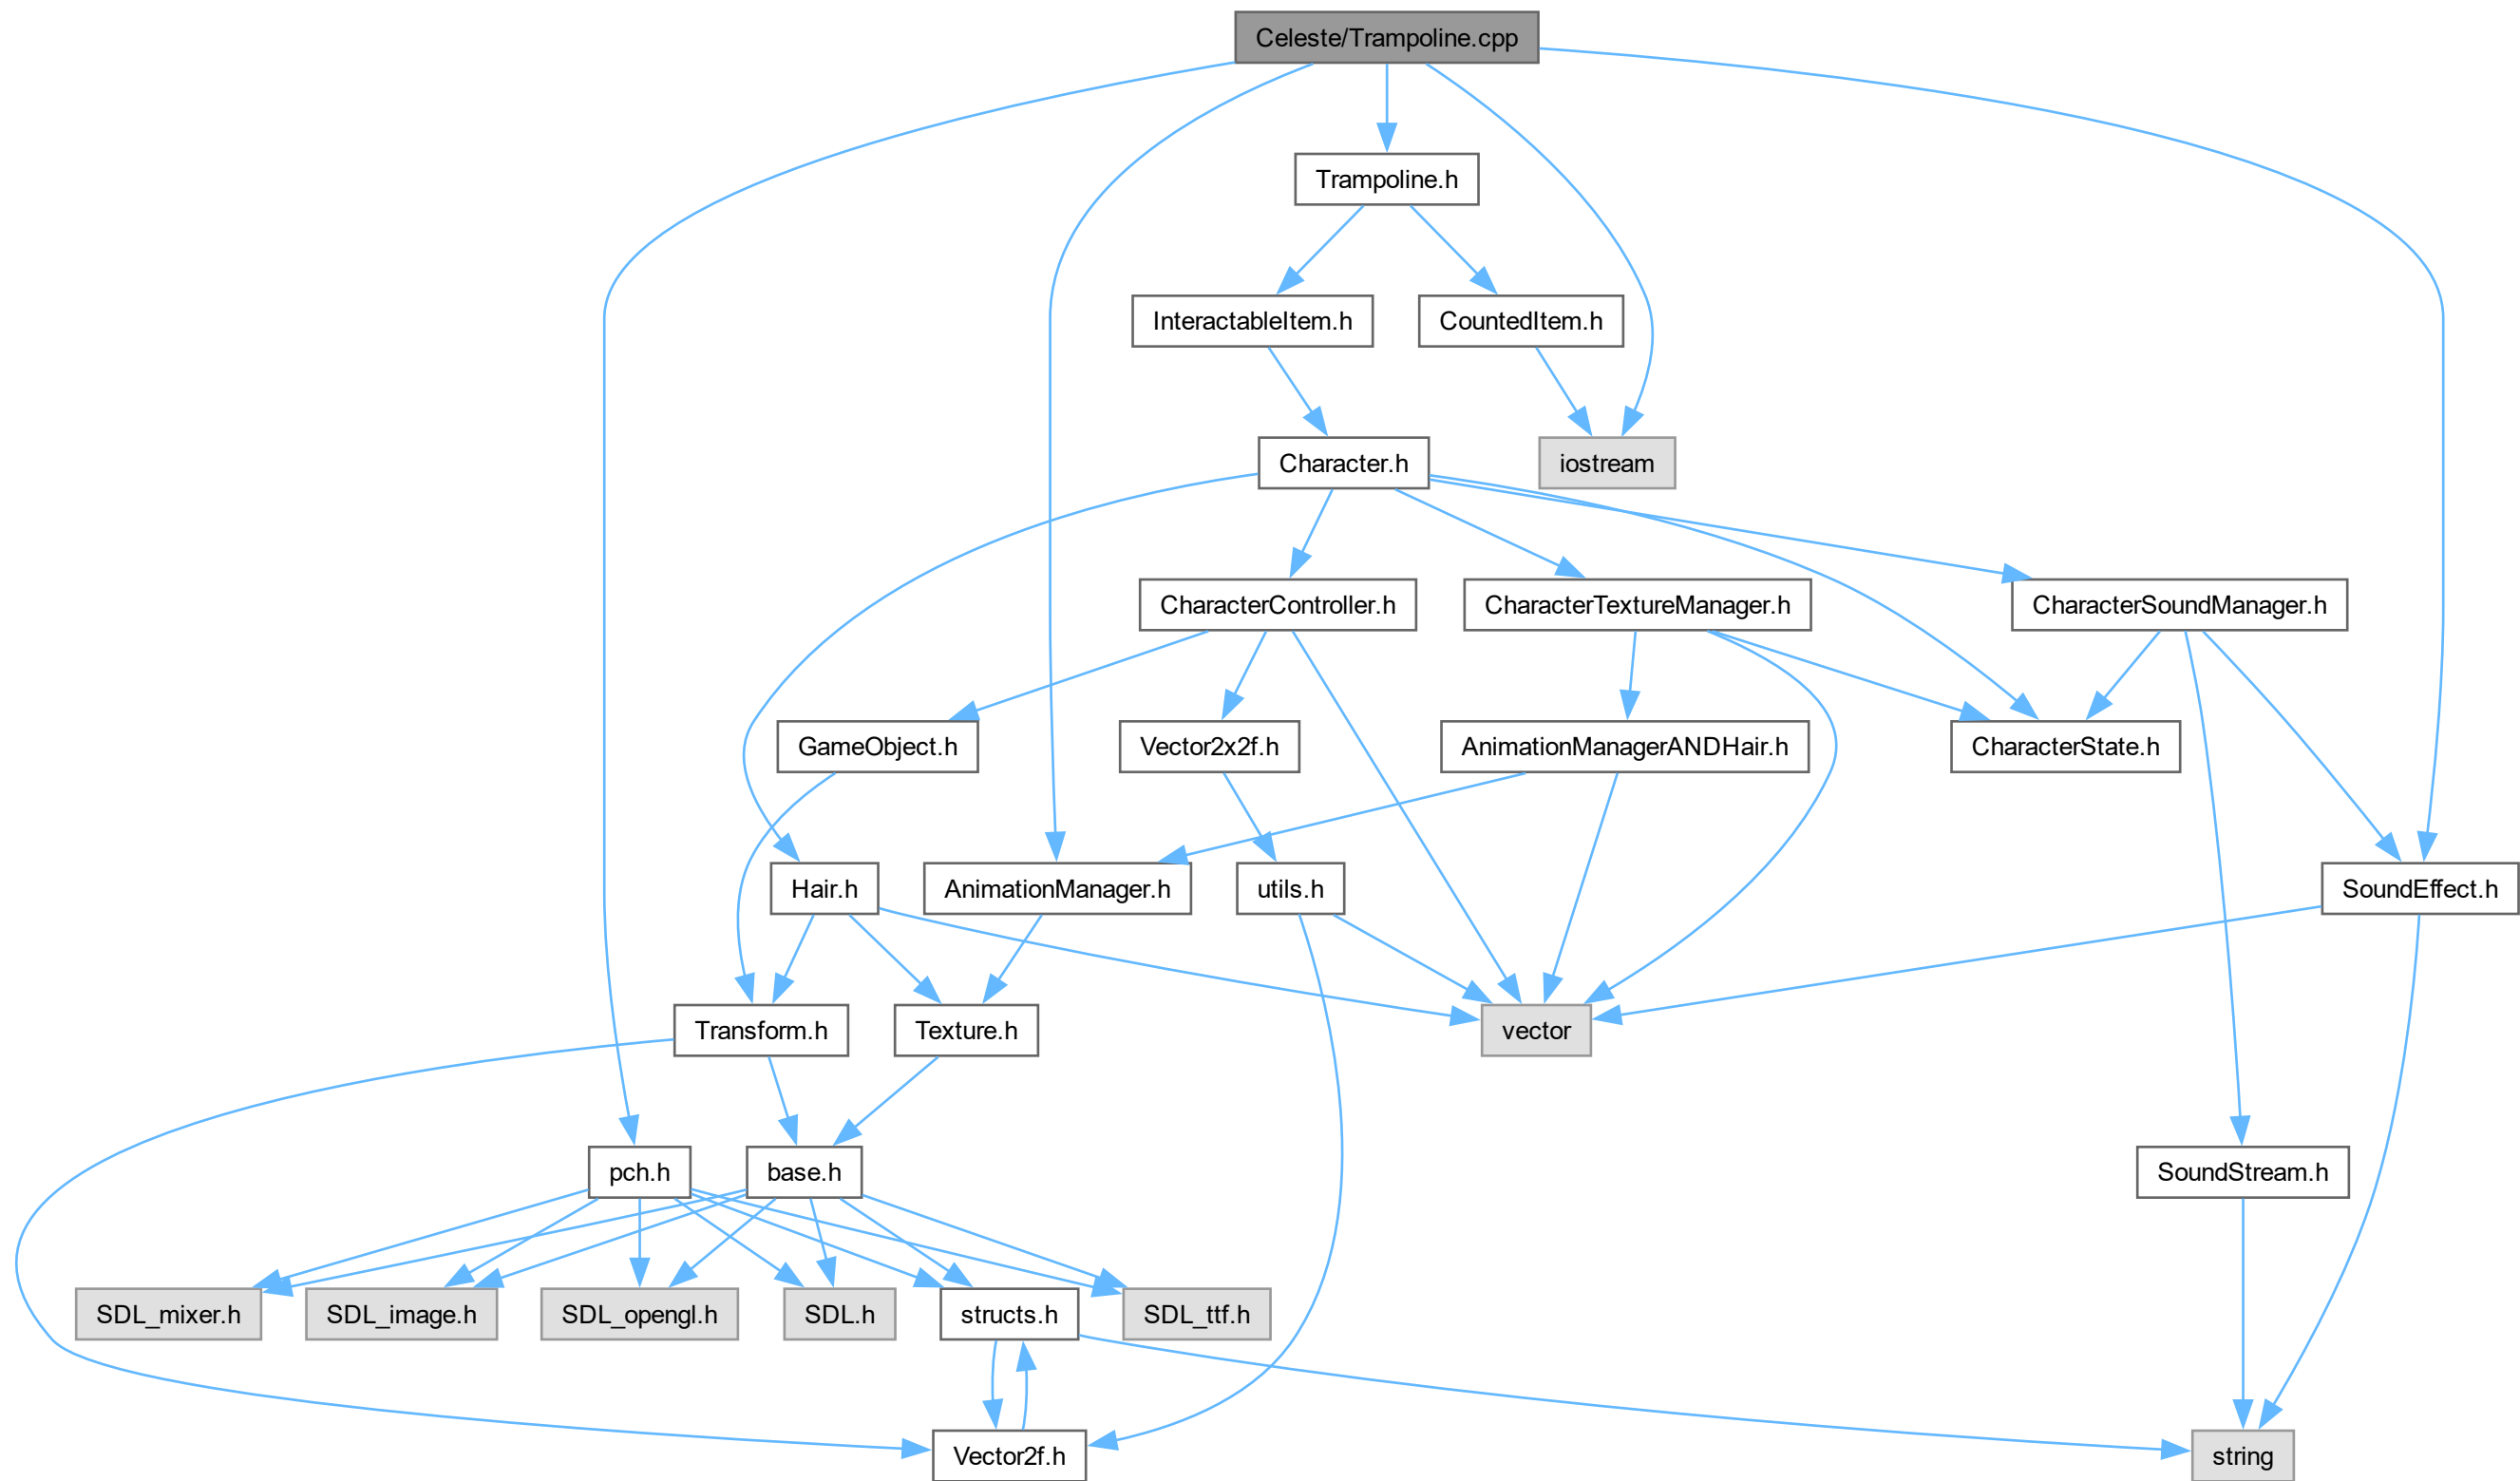 Celeste/Trampoline.cpp
Trampoline.h
InteractableItem.h
CountedItem.h
Character.h
iostream
CharacterController.h
CharacterTextureManager.h
CharacterSoundManager.h
GameObject.h
Vector2x2f.h
AnimationManagerANDHair.h
CharacterState.h
Hair.h
AnimationManager.h
utils.h
SoundEffect.h
Transform.h
Texture.h
vector
pch.h
base.h
SoundStream.h
SDL_mixer.h
SDL_image.h
SDL_opengl.h
SDL.h
structs.h
SDL_ttf.h
Vector2f.h
string